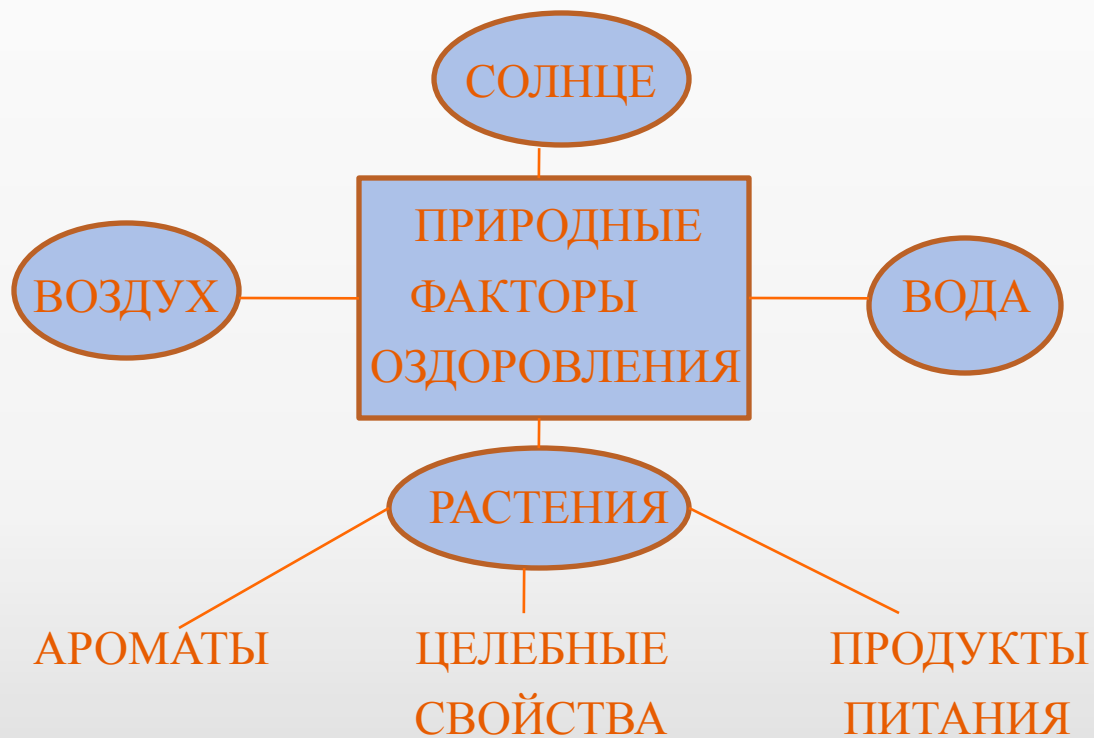 СОЛНЦЕ
ПРИРОДНЫЕ
ФАКТОРЫ
ОЗДОРОВЛЕНИЯ
ВОЗДУХ
ВОДА
РАСТЕНИЯ
АРОМАТЫ
ЦЕЛЕБНЫЕ
СВОЙСТВА
ПРОДУКТЫ
ПИТАНИЯ